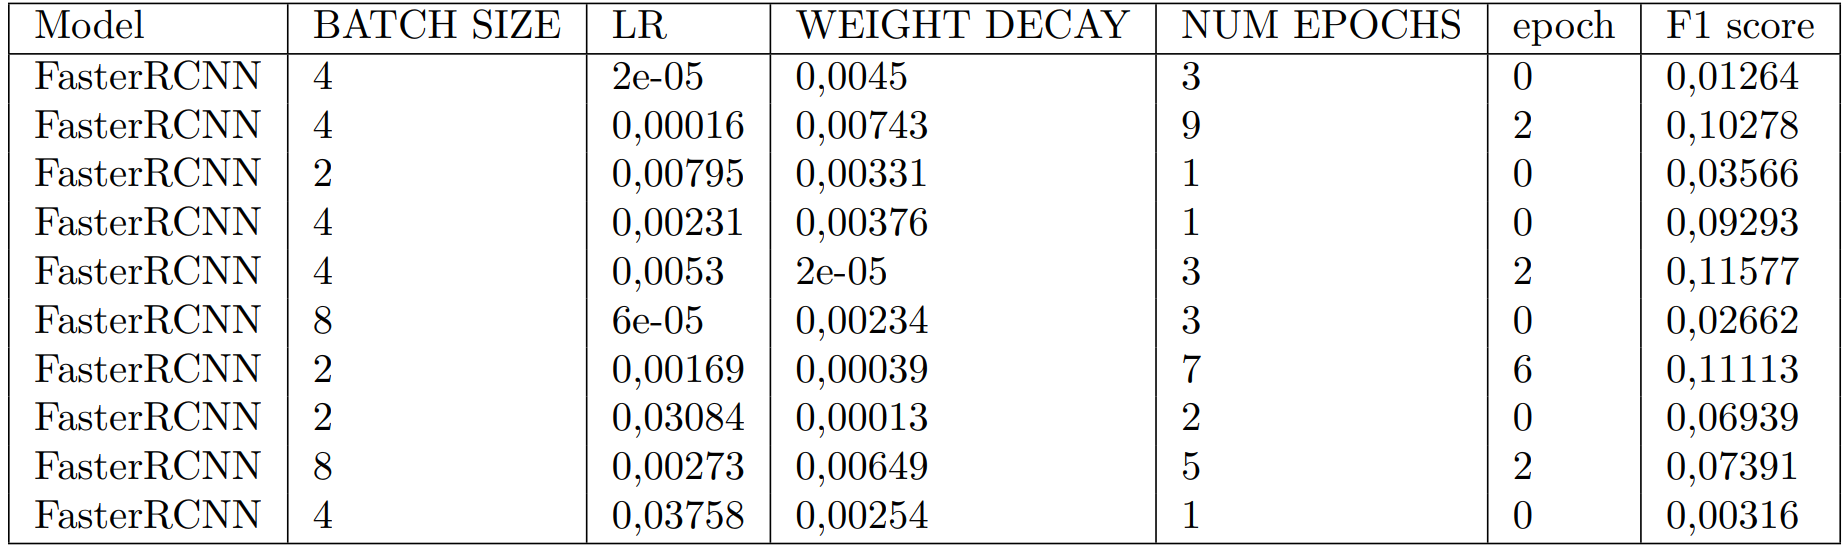 Model BATCH SIZE LR WEIGHT DECAY NUM EPOCHS epoch F1 score
FasterRCNN 4 2e-05 0,0045 3 0 0,01264
FasterRCNN 4 0,00016 0,00743 9 2 0,10278
FasterRCNN 2 0,00795 0,00331 1 0 0,03566
FasterRCNN 4 0,00231 0,00376 1 0 0,09293
FasterRCNN 4 0,0053 2e-05 3 2 0,11577
FasterRCNN 8 6e-05 0,00234 3 0 0,02662
FasterRCNN 2 0,00169 0,00039 7 6 0,11113
FasterRCNN 2 0,03084 0,00013 2 0 0,06939
FasterRCNN 8 0,00273 0,00649 5 2 0,07391
FasterRCNN 4 0,03758 0,00254 1 0 0,00316